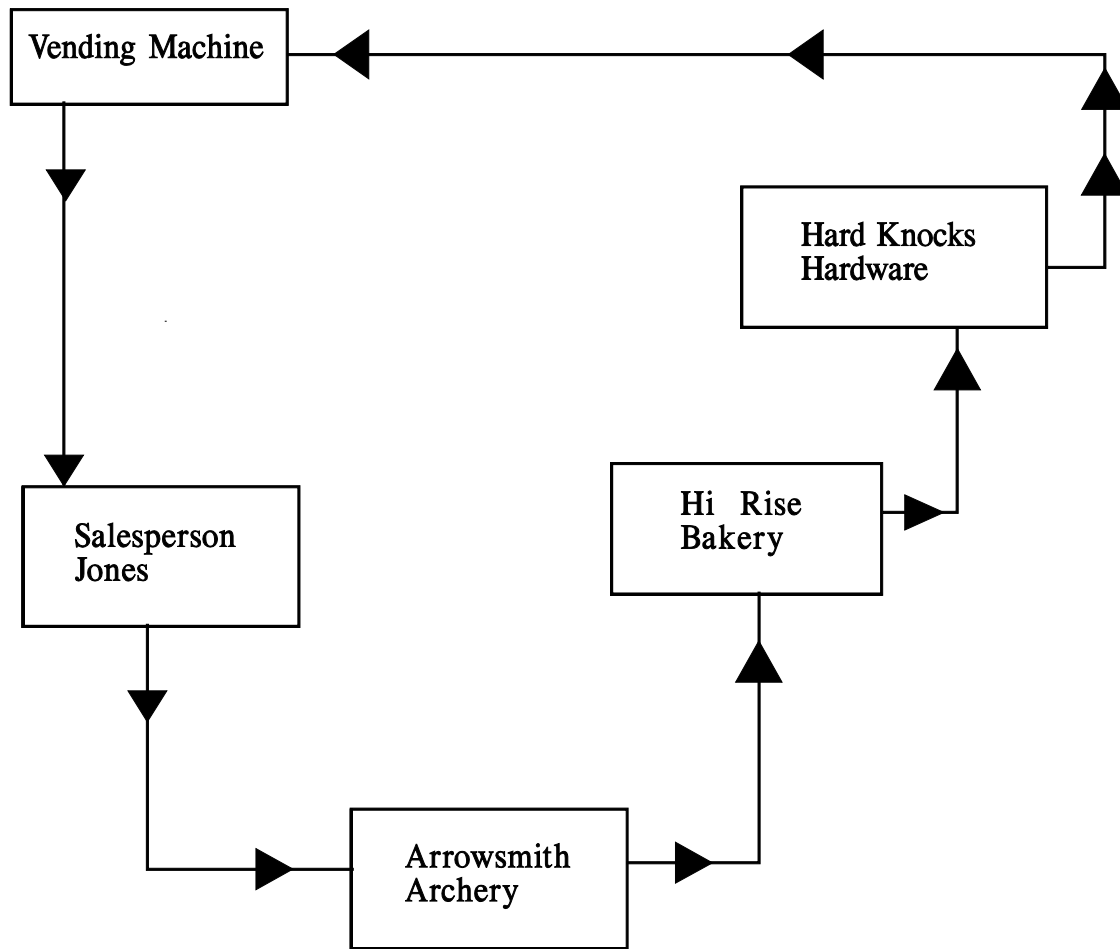 Vending Machine
Hard Knocks
Hardware
Hi Rise
Bakery
Salesperson
Jones
Arrowsmith
Archery